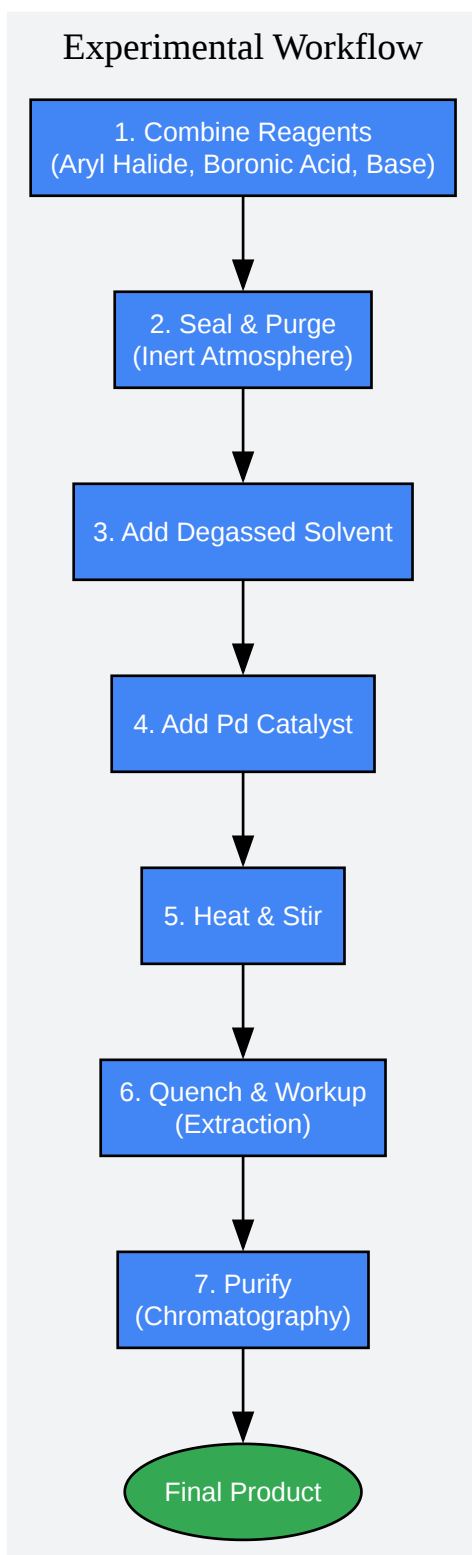 Experimental Workflow
1. Combine Reagents
(Aryl Halide, Boronic Acid, Base)
2. Seal & Purge
(Inert Atmosphere)
3. Add Degassed Solvent
4. Add Pd Catalyst
5. Heat & Stir
6. Quench & Workup
(Extraction)
7. Purify
(Chromatography)
Final Product